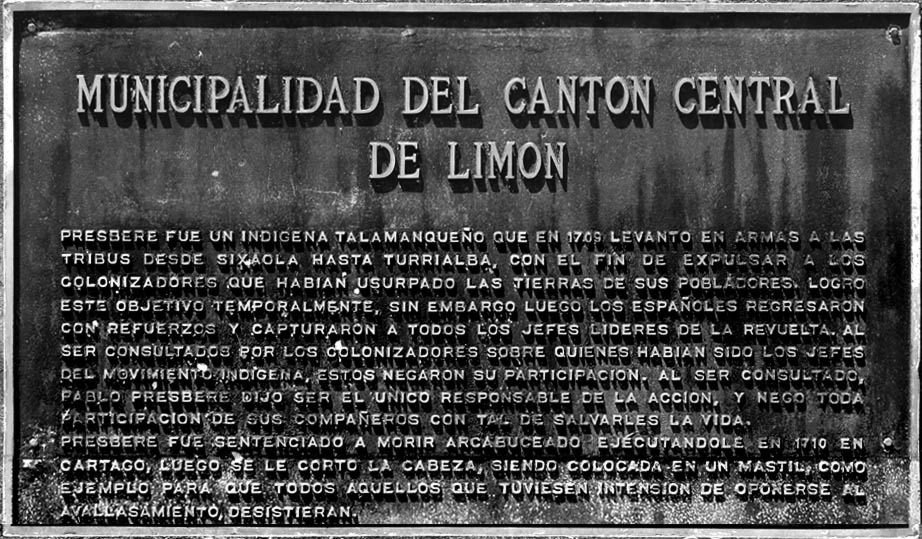 MUNICIPALIDAD DEL CANTON CENTRAL
DE LIMON
PRESBERE FUE UN INDIGENA TALAMANQUEÑO QUE EN 1709 LEVANTO EN ARMAS A LAS
TRIBUS DESDE SIXAOLA HASTA TURRIALBA, CON EL FIN DE EXPULSAR A LOS
COLONIZADORES QUE HABIAN USURPADO LAS TIERRAS DE SUS POBLADORES. LOGRO
ESTE OBJETIVO TEMPORALMENTE, SIN EMBARGO LUEGO LOS ESPAÑOLES REGRESARON
CON REFUERZOS Y CAPTURARON A TODOS LOS JEFES LIDERES DE LA REVUELTA. AL
SER CONSULTADOS POR LOS COLONIZADORES SOBRE QUIENES HABIAN SIDO LOS JEFES
DEL MOVIMIENTO INDIGENA, ESTOS NEGARON SU PARTICIPACION. AL SER CONSULTADO,
PABLO PRESBERE DIJO SER EL UNICO RESPONSABLE DE LA ACCION, Y NEGO TODA
PARTICIPACION DE SUS COMPAÑEROS CON TAL DE SALVARLES LA VIDA.
PRESBERE FUE SENTENCIADO A MORIR ARCABUCEADO EJECUTANDOLE EN 1710 EN
CARTAGO, LUEGO SE LE CORTO LA CABEZA, SIENDO COLOCADA EN UN MASTIL, COMO
EJEMPLO PARA QUE TODOS AQUELLOS QUE TUVIESEN INTENSION DE OPONERSE AL
AVALLASAMIENTO, DESISTIERAN.